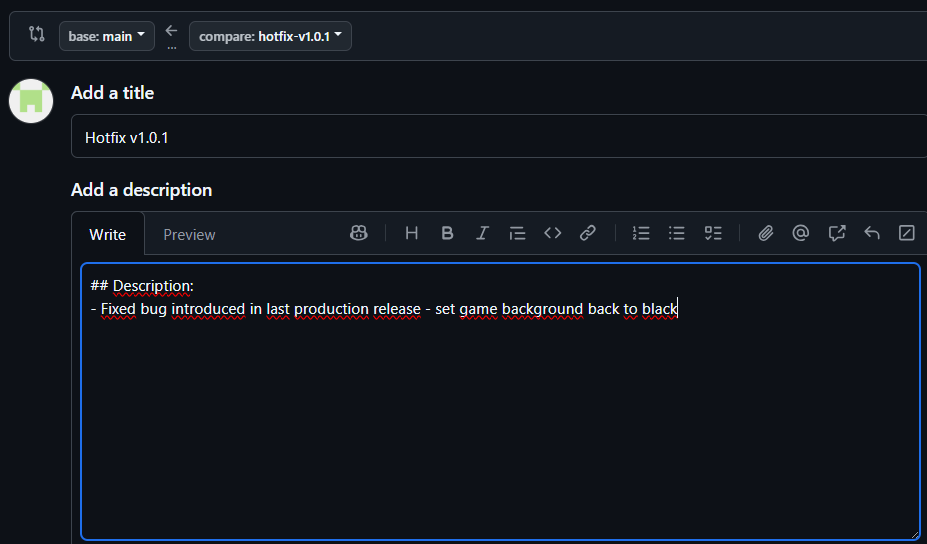 base: main
compare: hotfix-v1.0.1
...
Add a title
Hotfix v1.0.1
Add a description
Write
Preview
## Description:
- Fixed bug introduced in last production release - set game background back to black